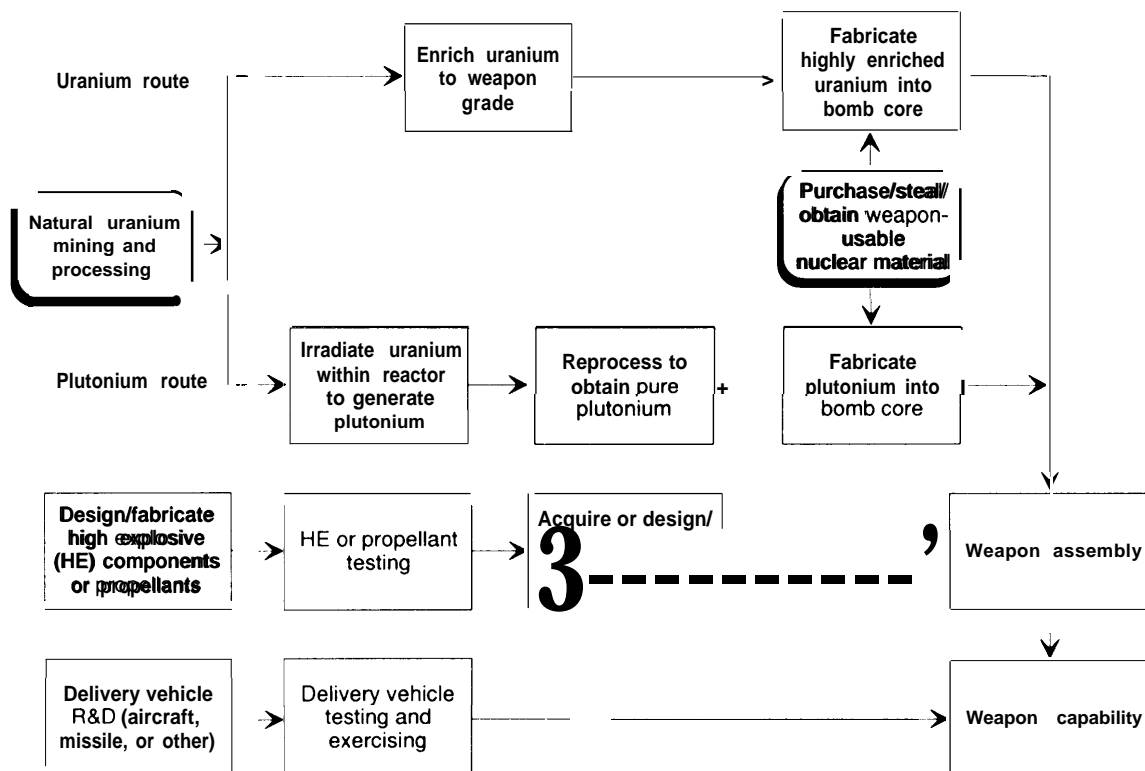 Uranium route
Enrich uranium
to weapon
grade
Fabricate
highly enriched
uranium into
bomb core
Natural uranium
mining and
processing
Purchase/steal/
obtain weapon-
usable
nuclear material
Plutonium route
Irradiate uranium
within reactor
to generate
plutonium
Reprocess to
obtain pure
plutonium
+
Fabricate
plutonium into
bomb core
Design/fabricate
high explosive
(HE) components
or propellants
HE or propellant
testing
Acquire or design/
3 ’
Weapon assembly
Delivery vehicle
R&D (aircraft,
missile, or other)
Delivery vehicle
testing and
exercising
Weapon capability